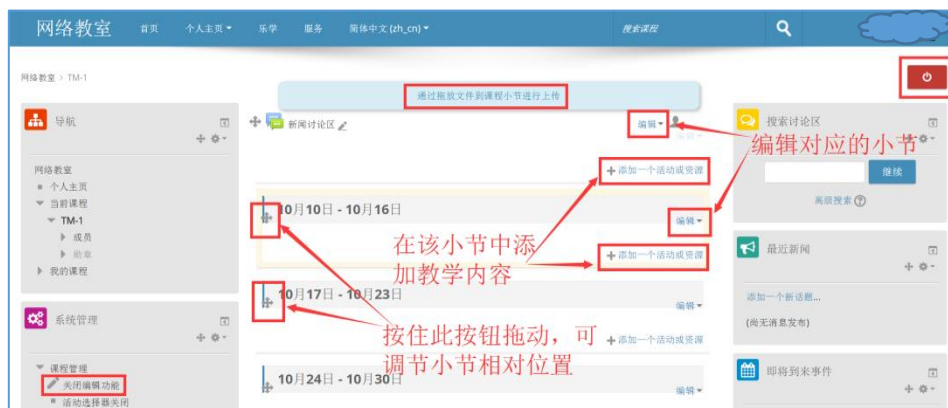 网络教室 首页 个人主页 乐学 服务 简体中文 (zh_cn) 搜索课程
网络教室 > TM-1
通过拖放文件到课程小节进行上传
导航
网络教室
个人主页
当前课程
TM-1
成员
勋章
我的课程
系统管理
课程管理
关闭编辑功能
活动选择器关闭
新闻讨论区 编辑
添加一个活动或资源
10月10日 - 10月16日
编辑
添加一个活动或资源
10月17日 - 10月23日
编辑
添加一个活动或资源
10月24日 - 10月30日
编辑
在该小节中添
加教学内容
按住此按钮拖动，可
调节小节相对位置
搜索讨论区
编辑对应的小节
继续
高级搜索
最近新闻
添加一个新话题...
(尚无消息发布)
即将到来事件